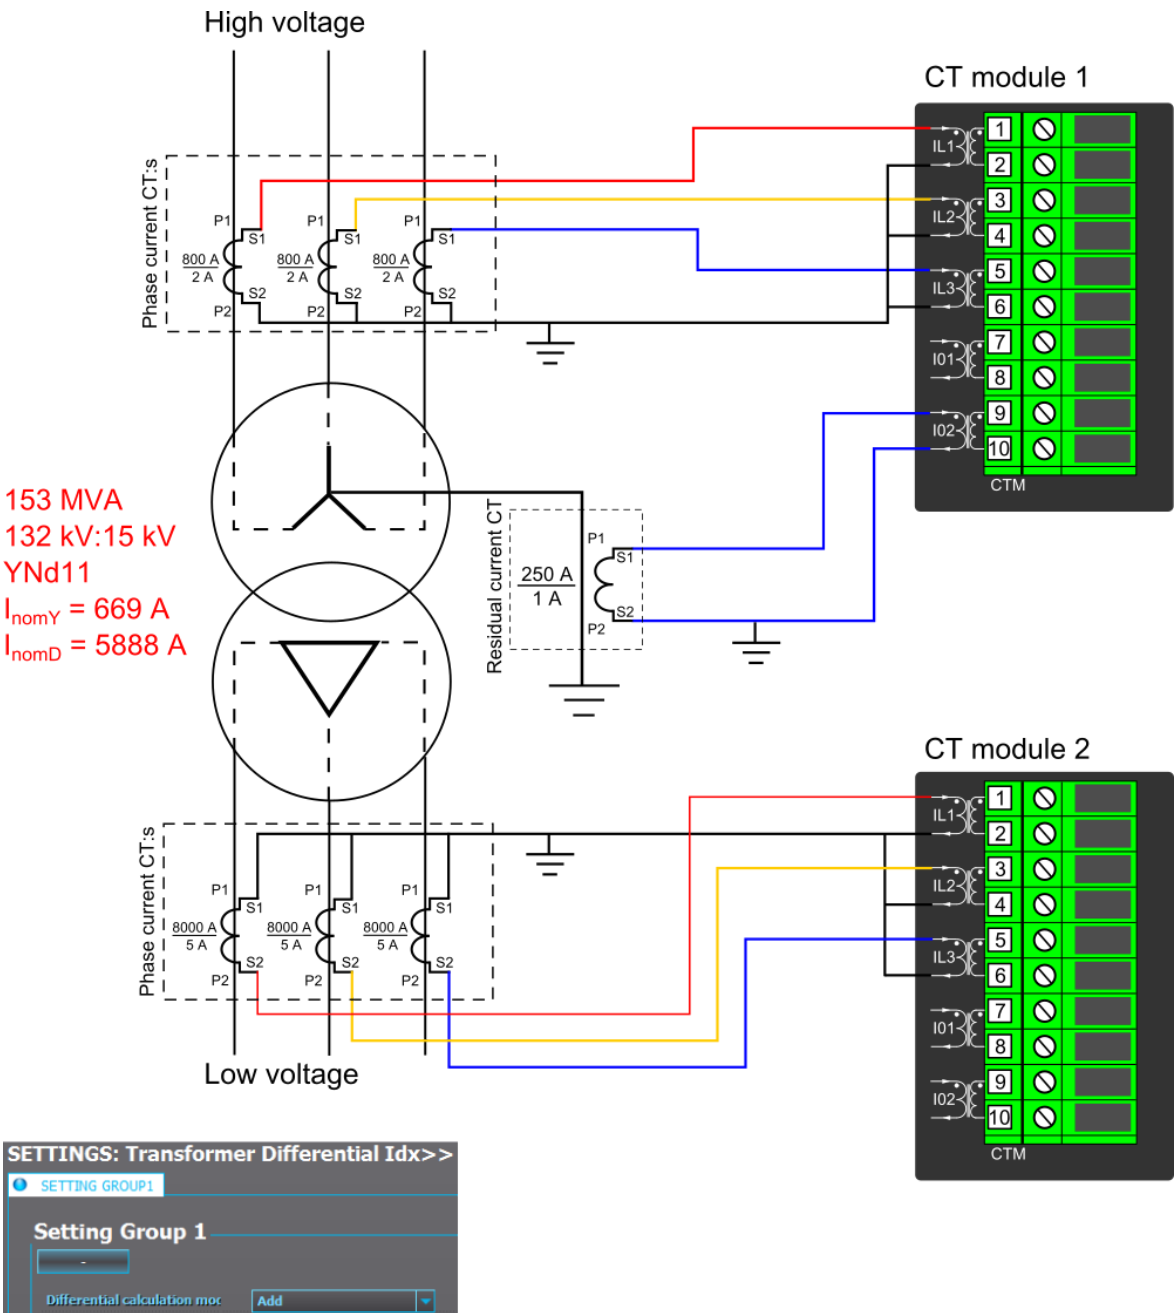 High voltage
CT module 1
Phase current CT:s
P1 S1 800 A 2 A S2 P2
P1 S1 800 A 2 A S2 P2
P1 S1 800 A 2 A S2 P2
IL1 1
2
IL2 3
4
IL3 5
6
I01 7
8
I02 9
10
CTM
153 MVA
132 kV:15 kV
YNd11
InomY = 669 A
InomD = 5888 A
Residual current CT
P1
S1
250 A
1 A
S2
P2
CT module 2
Phase current CT:s
P1 S1 8000 A 5 A S2 P2
P1 S1 8000 A 5 A S2 P2
P1 S1 8000 A 5 A S2 P2
IL1 1
2
IL2 3
4
IL3 5
6
I01 7
8
I02 9
10
CTM
Low voltage
SETTINGS: Transformer Differential Idx>>
SETTING GROUP1
Setting Group 1
-
Differential calculation moc Add